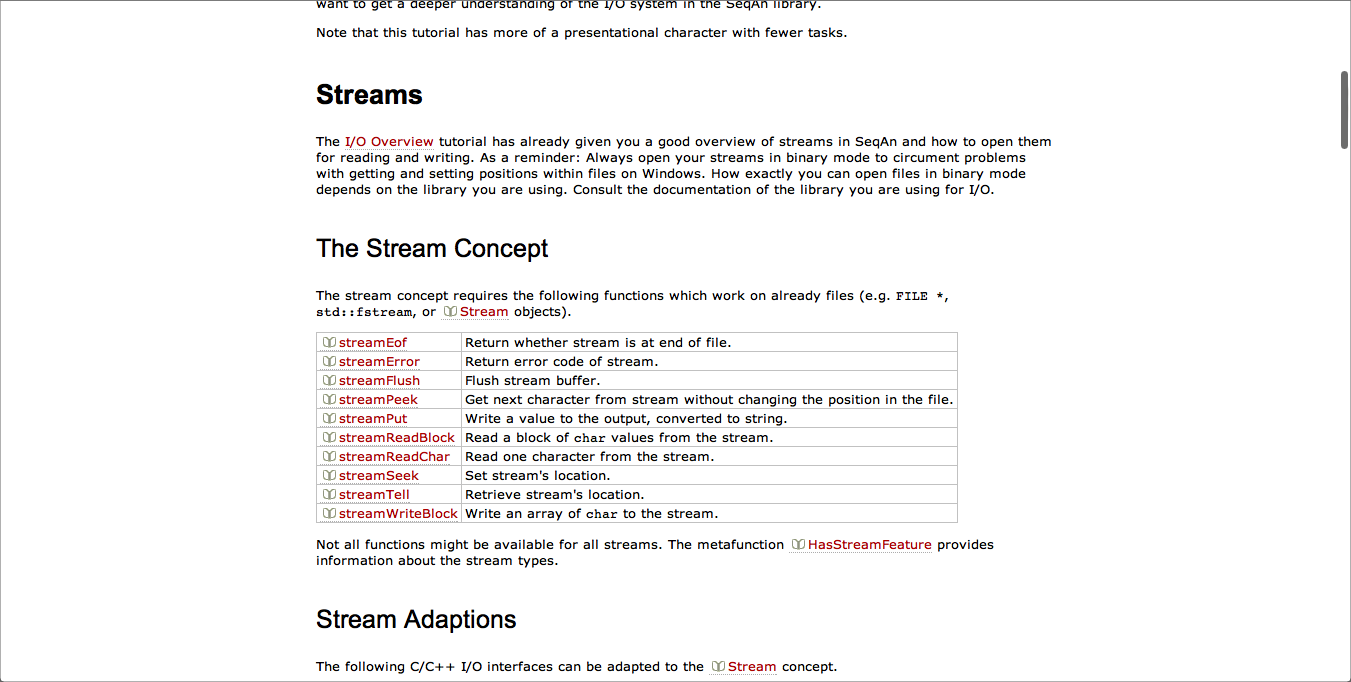 want to get a deeper understanding of the I/O system in the SeqAn library.
Note that this tutorial has more of a presentational character with fewer tasks.
Streams
The I/O Overview tutorial has already given you a good overview of streams in SeqAn and how to open them
for reading and writing. As a reminder: Always open your streams in binary mode to circument problems
with getting and setting positions within files on Windows. How exactly you can open files in binary mode
depends on the library you are using. Consult the documentation of the library you are using for I/O.
The Stream Concept
The stream concept requires the following functions which work on already files (e.g. FILE *,
std::fstream, or Stream objects).
streamEof Return whether stream is at end of file.
streamError Return error code of stream.
streamFlush Flush stream buffer.
streamPeek Get next character from stream without changing the position in the file.
streamPut Write a value to the output, converted to string.
streamReadBlock Read a block of char values from the stream.
streamReadChar Read one character from the stream.
streamSeek Set stream's location.
streamTell Retrieve stream's location.
streamWriteBlock Write an array of char to the stream.
Not all functions might be available for all streams. The metafunction HasStreamFeature provides
information about the stream types.
Stream Adaptions
The following C/C++ I/O interfaces can be adapted to the Stream concept.